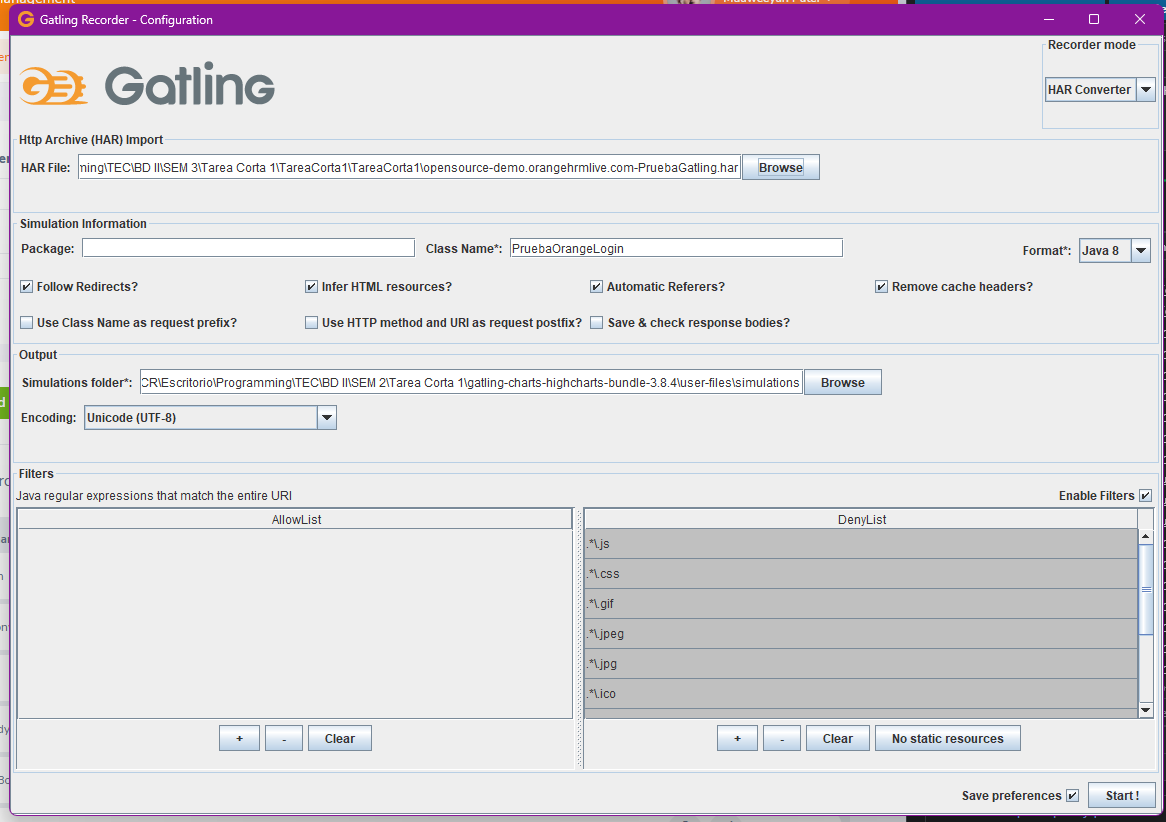 Gatling Recorder - Configuration
Recorder mode
Gatling
HAR Converter
Http Archive (HAR) Import
HAR File: ning\TEC\BD II\SEM 3\Tarea Corta 1\TareaCorta1\TareaCorta1\opensource-demo.orangehrmlive.com-PruebaGatling.har Browse
Simulation Information
Package: Class Name*: PruebaOrangeLogin Format*: Java 8
Follow Redirects? Infer HTML resources? Automatic Referers? Remove cache headers?
Use Class Name as request prefix? Use HTTP method and URI as request postfix? Save & check response bodies?
Output
Simulations folder*: CR\Escritorio\Programming\TEC\BD II\SEM 2\Tarea Corta 1\gatling-charts-highcharts-bundle-3.8.4\user-files\simulations Browse
Encoding: Unicode (UTF-8)
Filters
Java regular expressions that match the entire URI Enable Filters
AllowList DenyList
.*\.js
.*\.css
.*\.gif
.*\.jpeg
.*\.jpg
.*\.ico
+ - Clear + - Clear No static resources
Save preferences Start !